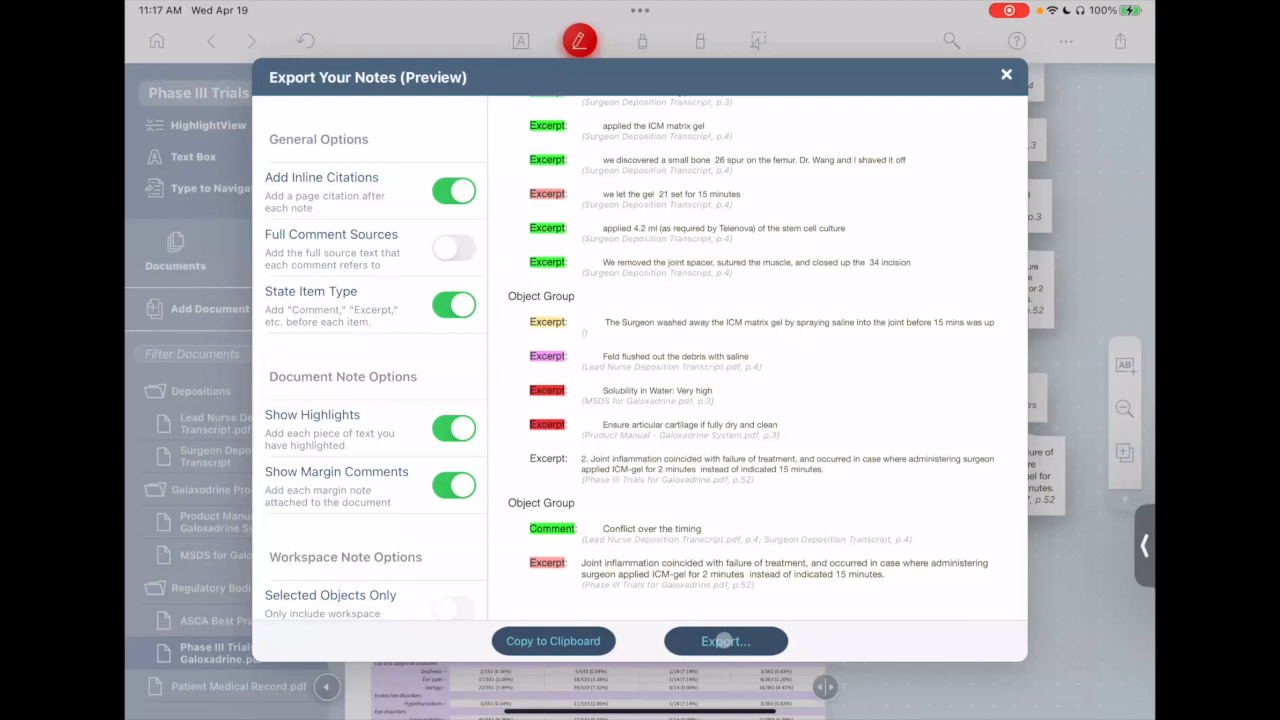 11:17 AM Wed Apr 19
100%
Export Your Notes (Preview)
Phase III Trials
HighlightView
Text Box
Type to Naviga
Documents
Add Document
Filter Documents
Depositions
Lead Nurse De
Transcript.pdf
Surgeon Depo
Transcript
Galaxodrine Pro
Product Manu
Galoxadrine Sy
MSDS for Galo
Regulatory Bodi
ASCA Best Pra
Phase III Trials
Galoxadrine.p
Patient Medical Record.pdf
General Options
Add Inline Citations
Add a page citation after
each note
Full Comment Sources
Add the full source text that
each comment refers to
State Item Type
Add "Comment," "Excerpt,"
etc. before each item.
Document Note Options
Show Highlights
Add each piece of text you
have highlighted
Show Margin Comments
Add each margin note
attached to the document
Workspace Note Options
Selected Objects Only
Only include workspace
(Surgeon Deposition Transcript, p.3)
Excerpt: applied the ICM matrix gel
(Surgeon Deposition Transcript, p.4)
Excerpt: we discovered a small bone 26 spur on the femur. Dr. Wang and I shaved it off
(Surgeon Deposition Transcript, p.4)
Excerpt: we let the gel 21 set for 15 minutes
(Surgeon Deposition Transcript, p.4)
Excerpt: applied 4.2 ml (as required by Telenova) of the stem cell culture
(Surgeon Deposition Transcript, p.4)
Excerpt: We removed the joint spacer, sutured the muscle, and closed up the 34 incision
(Surgeon Deposition Transcript, p.4)
Object Group
Excerpt: The Surgeon washed away the ICM matrix gel by spraying saline into the joint before 15 mins was up
()
Excerpt: Feld flushed out the debris with saline
(Lead Nurse Deposition Transcript.pdf, p.4)
Excerpt: Solubility in Water: Very high
(MSDS for Galoxadrine.pdf, p.3)
Excerpt: Ensure articular cartilage if fully dry and clean
(Product Manual - Galoxadrine System.pdf, p.3)
Excerpt: 2. Joint inflammation coincided with failure of treatment, and occurred in case where administering surgeon
applied ICM-gel for 2 minutes instead of indicated 15 minutes.
(Phase III Trials for Galoxadrine.pdf, p.52)
Object Group
Comment: Conflict over the timing
(Lead Nurse Deposition Transcript.pdf, p.4; Surgeon Deposition Transcript, p.4)
Excerpt: Joint inflammation coincided with failure of treatment, and occurred in case where administering
surgeon applied ICM-gel for 2 minutes instead of indicated 15 minutes.
(Phase III Trials for Galoxadrine.pdf, p.52)
Copy to Clipboard
Export...
AB